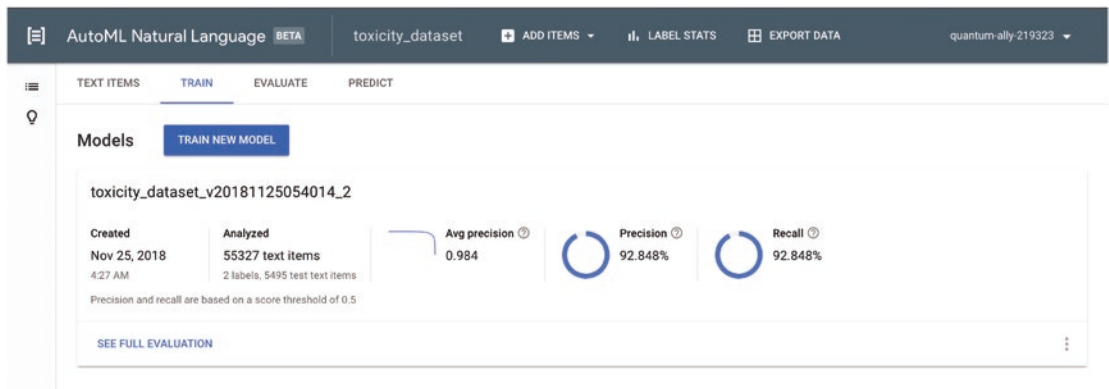 AutoML Natural Language BETA toxicity_dataset ADD ITEMS LABEL STATS EXPORT DATA quantum-ally-219323
TEXT ITEMS TRAIN EVALUATE PREDICT
Models TRAIN NEW MODEL
toxicity_dataset_v20181125054014_2
Created Analyzed Avg precision Precision Recall
Nov 25, 2018 55327 text items 0.984 92.848% 92.848%
4:27 AM 2 labels, 5495 test text items
Precision and recall are based on a score threshold of 0.5
SEE FULL EVALUATION